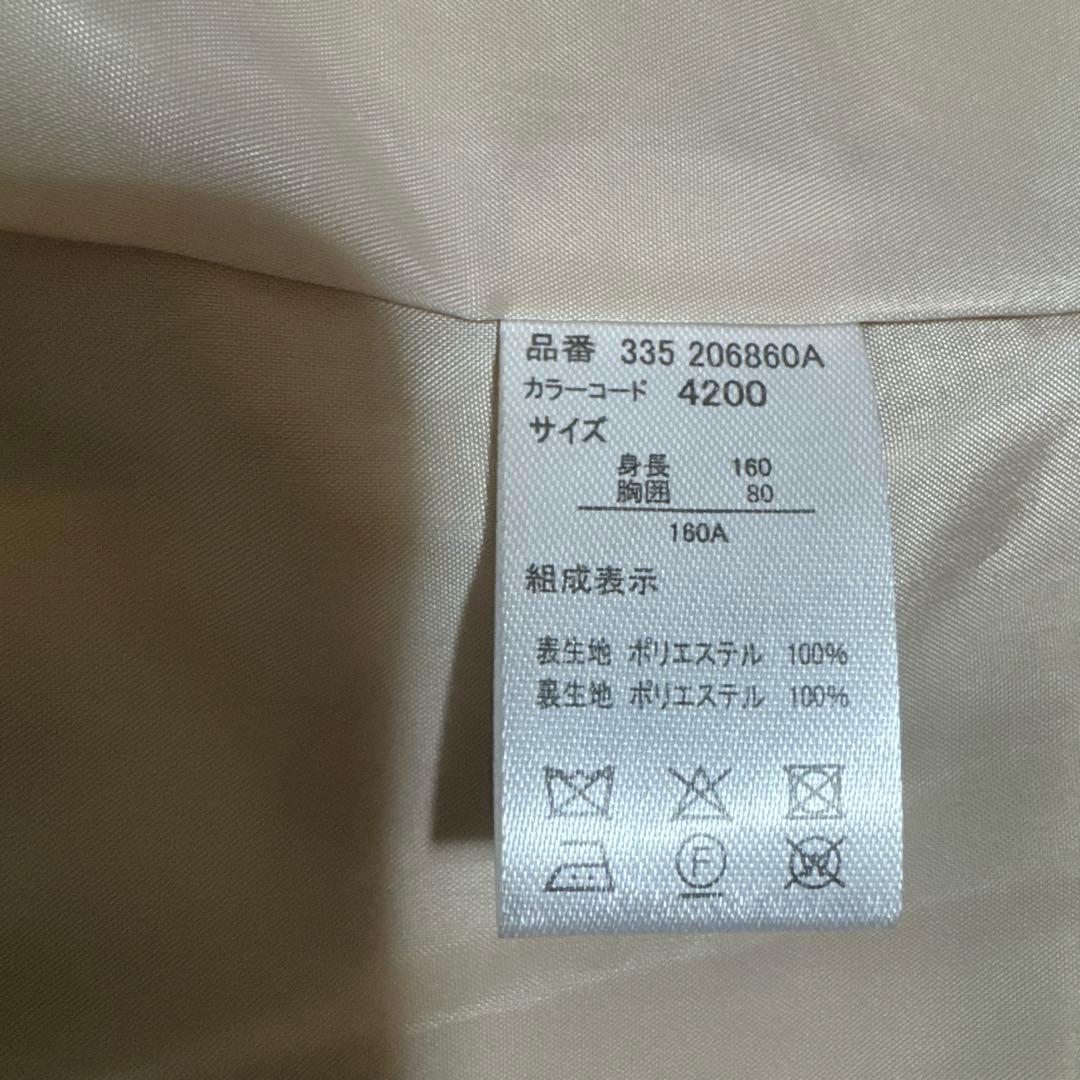 品番 335 206860A
カラーコード 4200
サイズ
身長 160
胸囲 80
160A
組成表示
表生地 ポリエステル 100%
裏生地 ポリエステル 100%
F
W